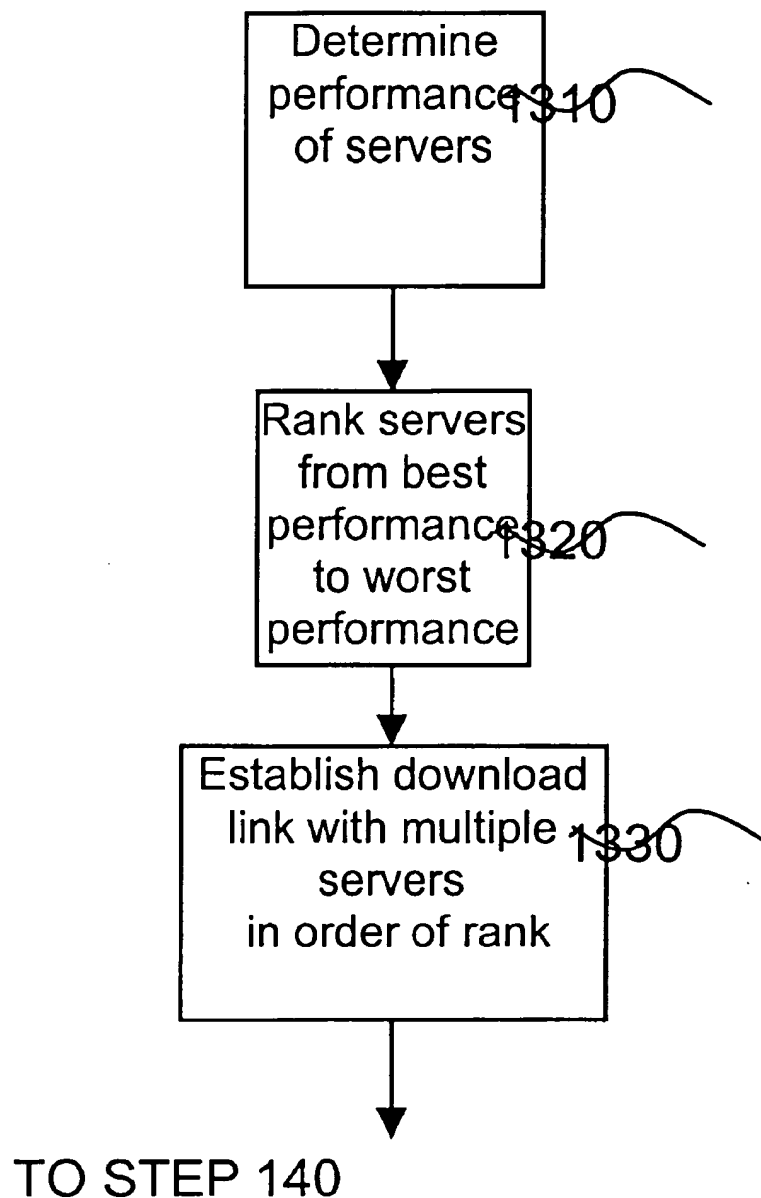 Determine
performance 1310
of servers
Rank servers
from best
performance 1320
to worst
performance
Establish download
link with multiple 1330
servers
in order of rank
TO STEP 140